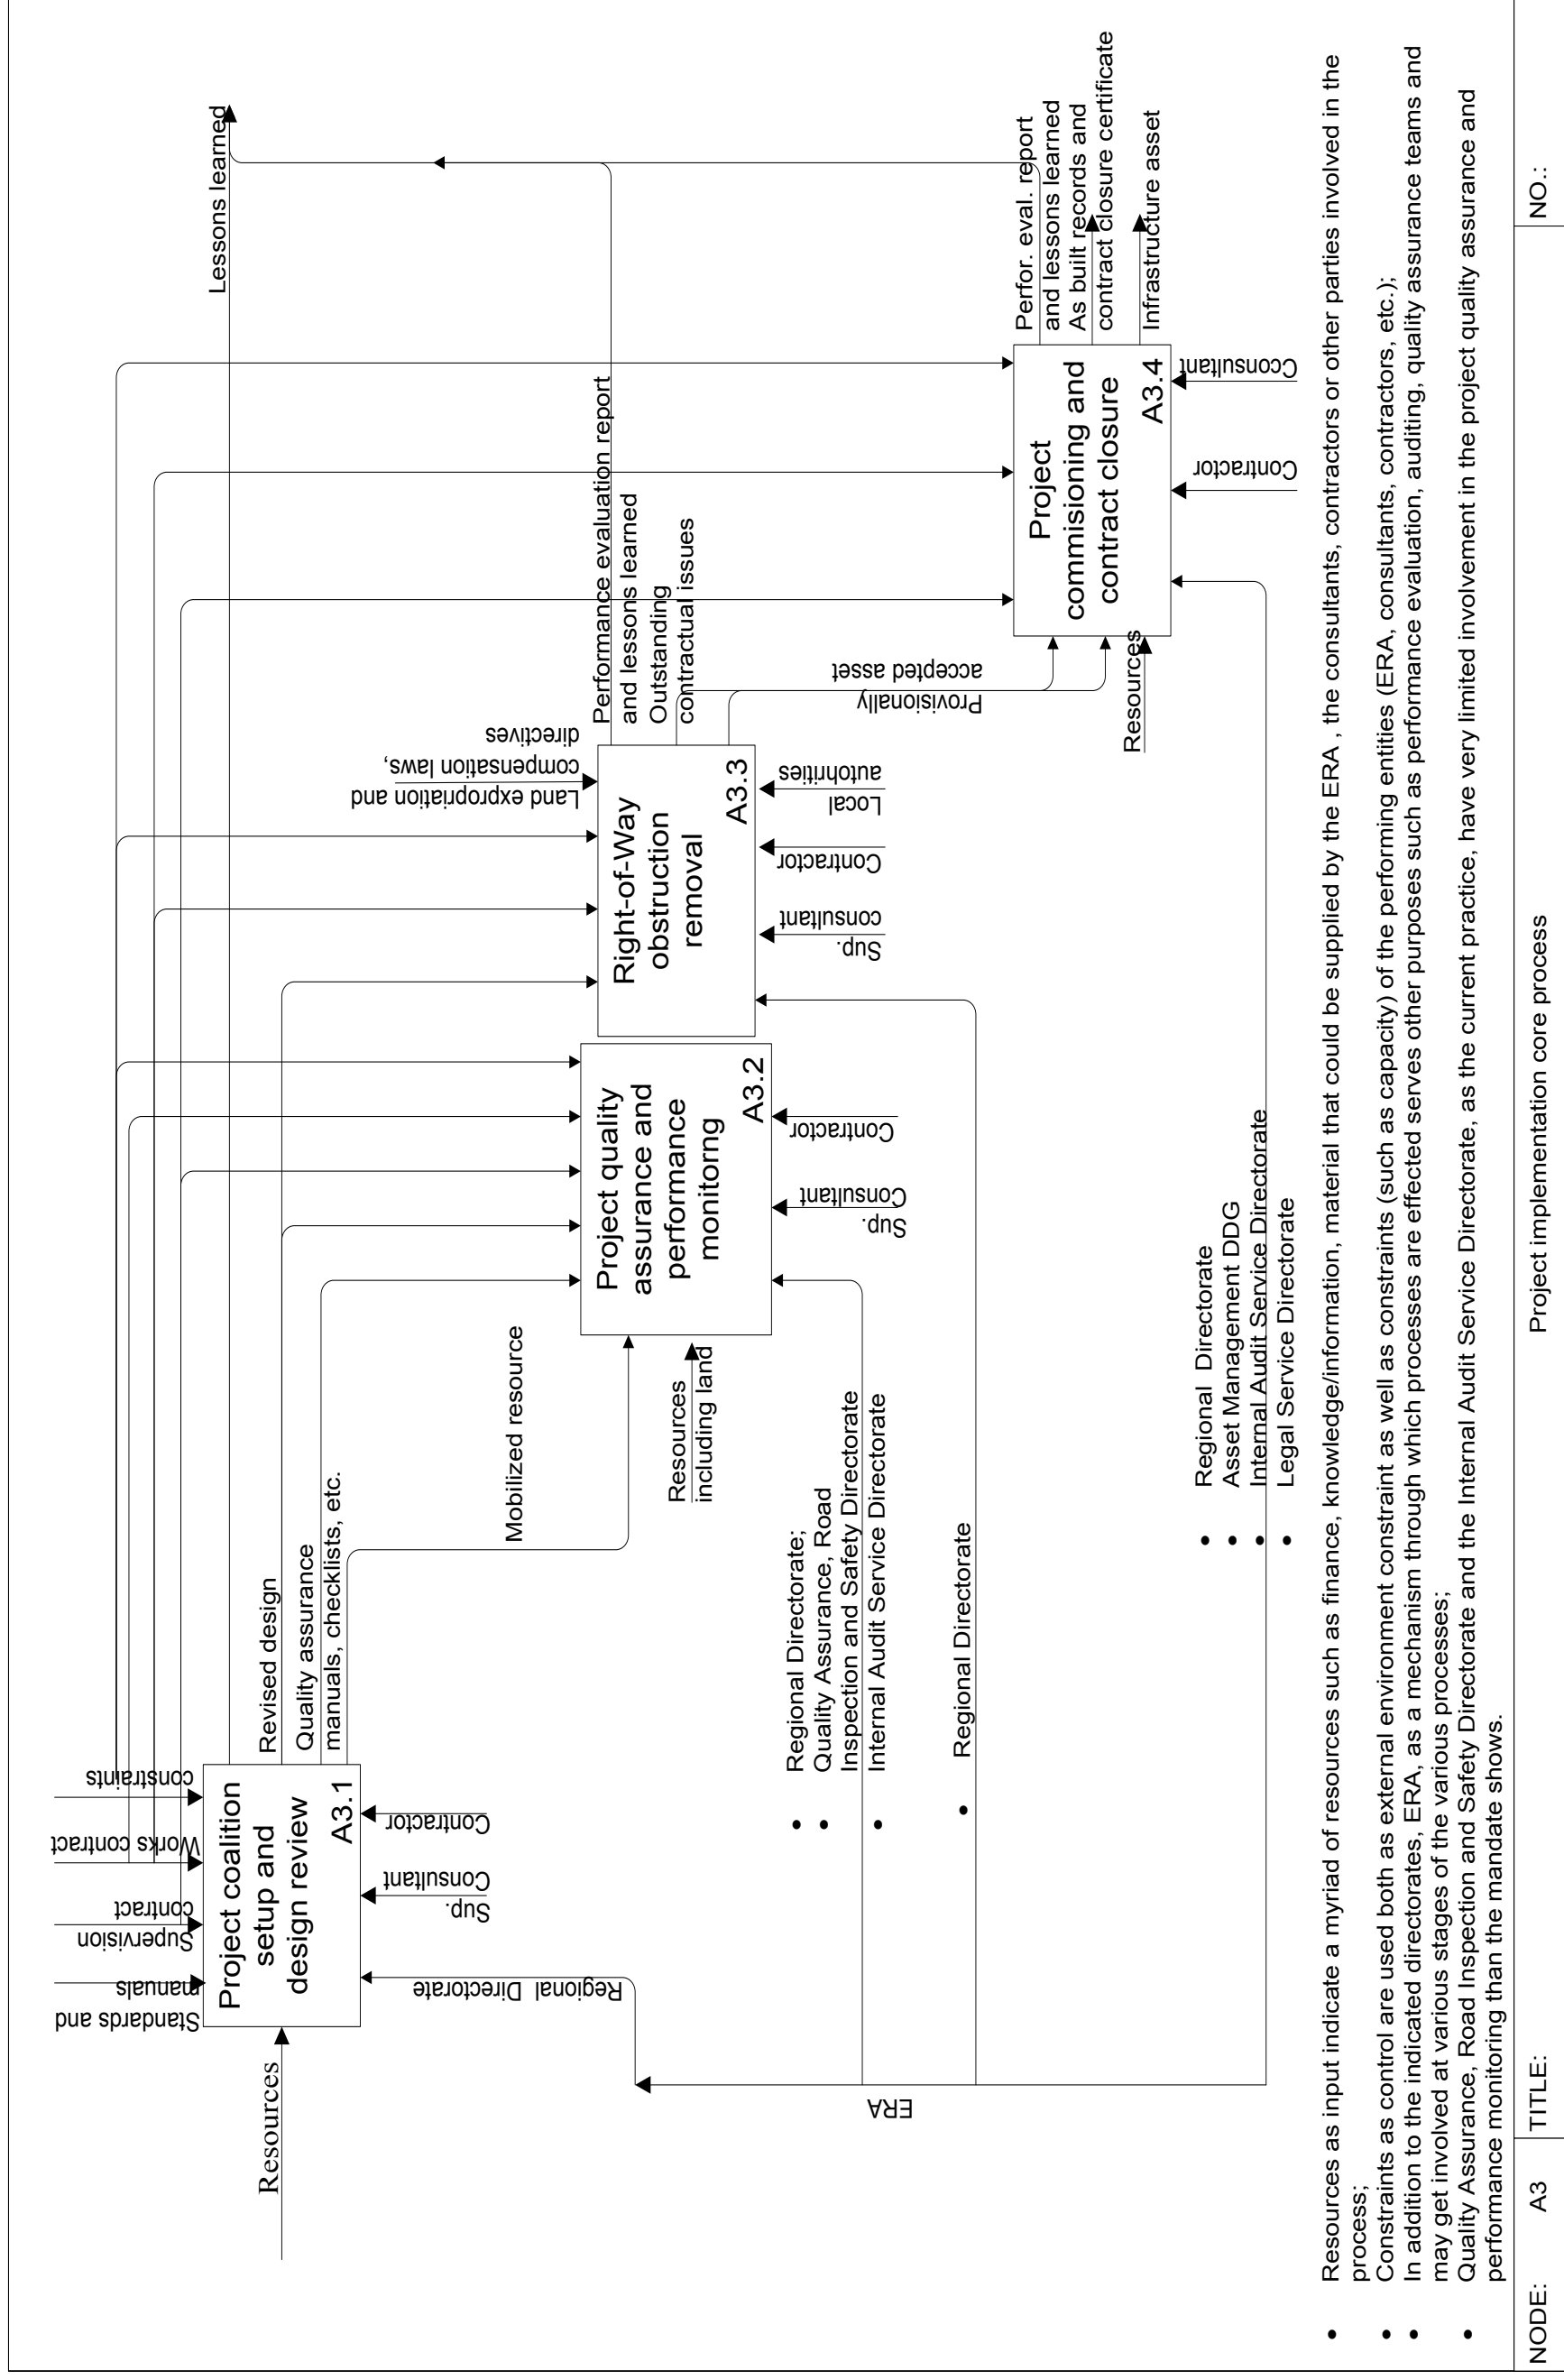 Standards and
manuals
Supervision
contract
Works contract
constraints
Resources
Project coalition
setup and
design review
A3.1
Regional Directorate
Sup.
Consultant
Contractor
Lessons learned
Revised design
Quality assurance
manuals, checklists, etc.
Mobilized resource
Resources
including land
Project quality
assurance and
performance
monitorng
A3.2
Sup.
Consultant
Contractor
Land expropriation and
compensation laws,
directives
Right-of-Way
obstruction
removal
A3.3
Sup.
consultant
Contractor
Local
autohrities
Performance evaluation report
and lessons learned
Outstanding
contractual issues
Provisionally
accepted asset
Resources
Project
commisioning and
contract closure
A3.4
Contractor
Cconsultant
Perfor. eval. report
and lessons learned
As built records and
contract closure certificate
Infrastructure asset
ERA
• Regional Directorate;
• Quality Assurance, Road
Inspection and Safety Directorate
• Internal Audit Service Directorate
• Regional Directorate
• Regional Directorate
• Asset Management DDG
• Internal Audit Service Directorate
• Legal Service Directorate
• Resources as input indicate a myriad of resources such as finance, knowledge/information, material that could be supplied by the ERA , the consultants, contractors or other parties involved in the
process;
• Constraints as control are used both as external environment constraint as well as constraints (such as capacity) of the performing entities (ERA, consultants, contractors, etc.);
• In addition to the indicated directorates, ERA, as a mechanism through which processes are effected serves other purposes such as performance evaluation, auditing, quality assurance teams and
may get involved at various stages of the various processes;
• Quality Assurance, Road Inspection and Safety Directorate and the Internal Audit Service Directorate, as the current practice, have very limited involvement in the project quality assurance and
performance monitoring than the mandate shows.
NODE: A3
TITLE: Project implementation core process
NO.: